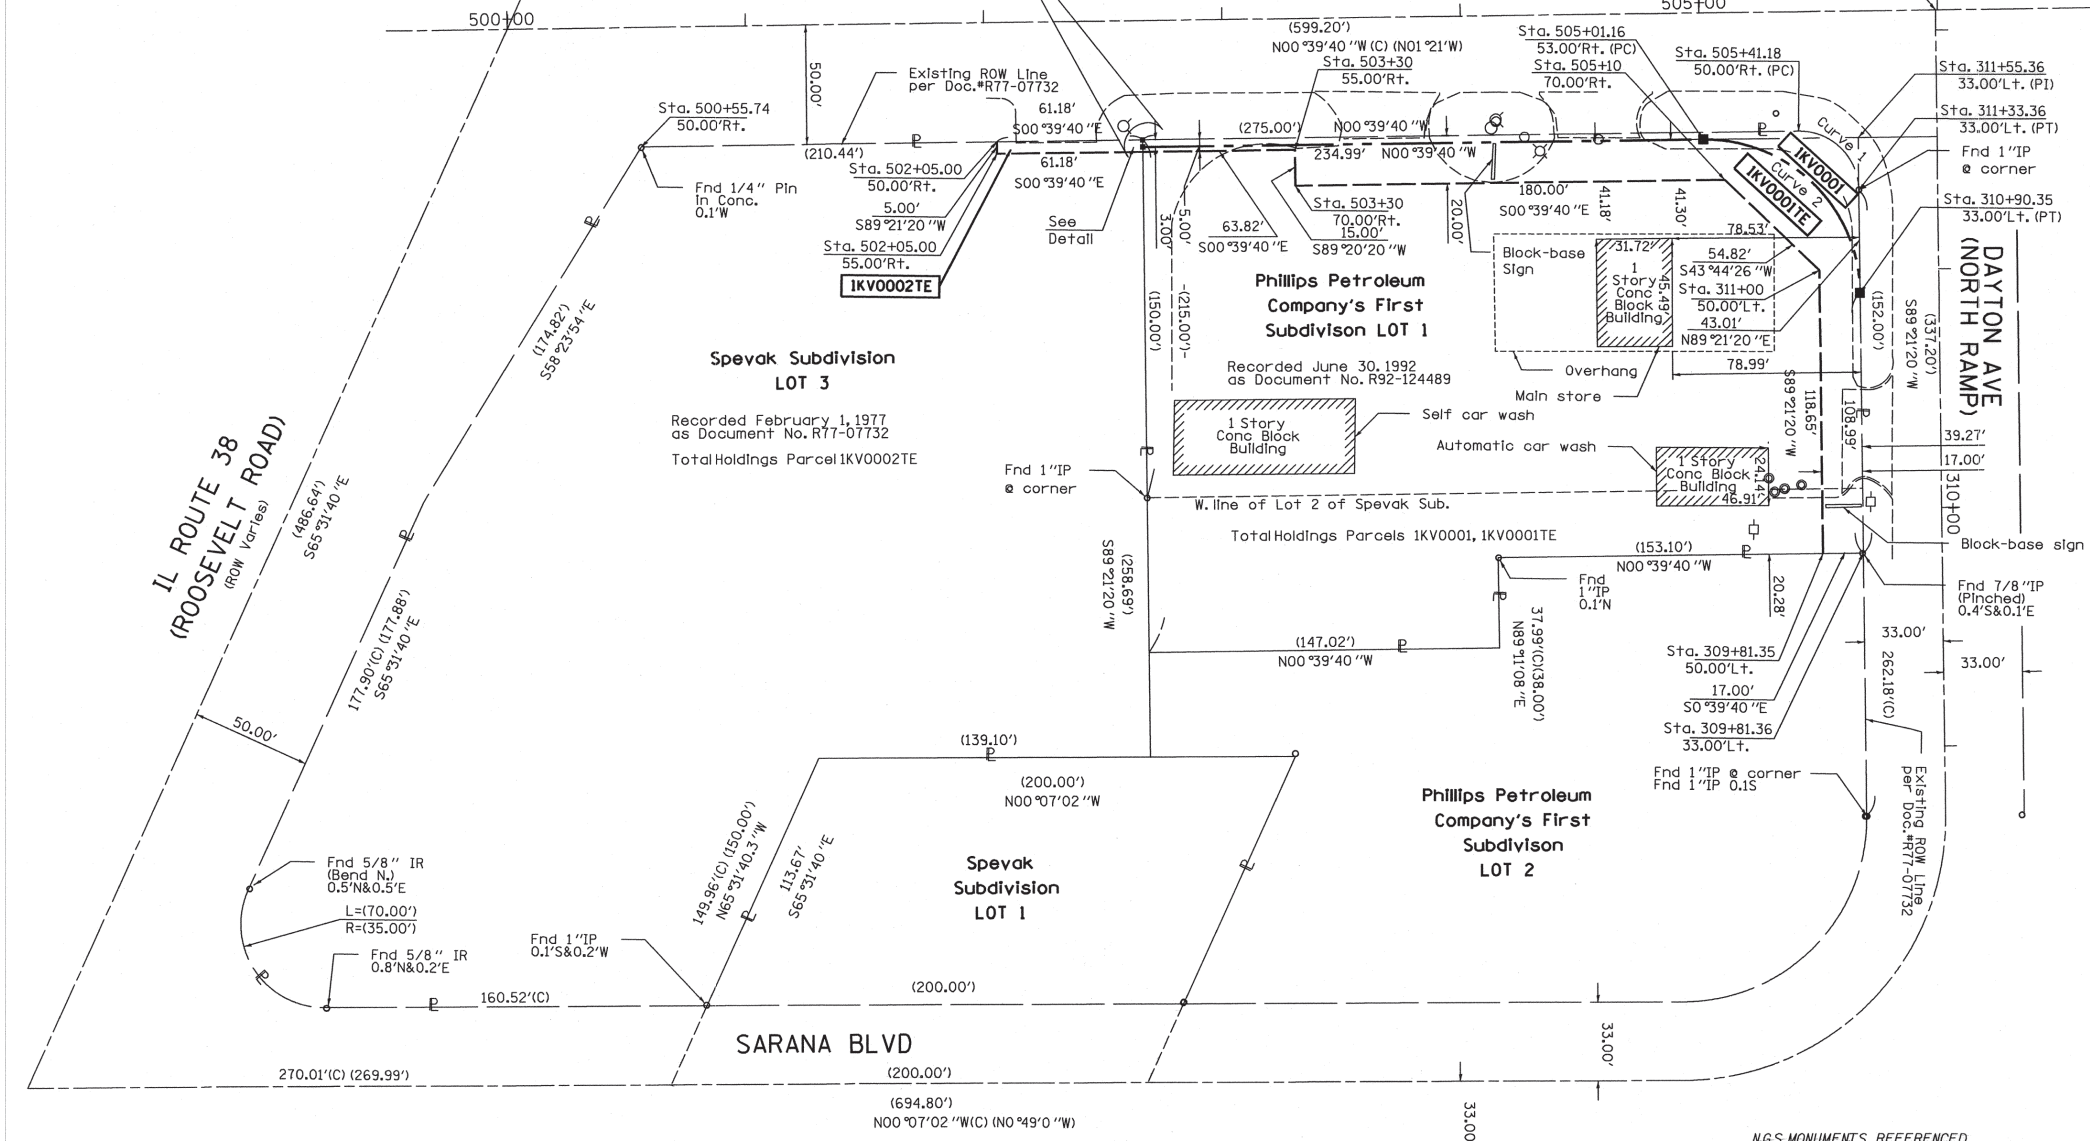 500+00
505+00
(599.20')
N00°39'40"W (C) (N01°21'W)
Sta. 503+30
55.00'Rt.
Sta. 505+01.16
53.00'Rt. (PC)
Sta. 505+10
70.00'Rt.
Sta. 505+41.18
50.00'Rt. (PC)
Sta. 311+55.36
33.00'Lt. (PI)
Sta. 311+33.36
33.00'Lt. (PT)
Fnd 1"IP
@ corner
Sta. 310+90.35
33.00'Lt. (PT)
50.00'
Existing ROW Line
per Doc.#R77-07732
61.18'
S00°39'40"E
Sta. 500+55.74
50.00'Rt.
(210.44')
Sta. 502+05.00
50.00'Rt.
61.18'
S00°39'40"E
(275.00')
N00°39'40"W
234.99'
N00°39'40"W
Curve 1
1KV0001
Curve 2
1KV0001TE
Fnd 1/4" Pin
In Conc.
0.1'W
5.00'
S89°21'20"W
Sta. 502+05.00
55.00'Rt.
1KV0002TE
See
Detail
3.00'
5.00'
63.82'
S00°39'40"E
Sta. 503+30
70.00'Rt.
15.00'
S89°20'20"W
20.00'
180.00'
S00°39'40"E
41.18'
41.30'
78.53'
Block-base
Sign
31.72'
1
Story
Conc
Block
Building
45.49'
54.82'
S43°44'26"W
Sta. 311+00
50.00'Lt.
43.01'
N89°21'20"E
78.99'
(152.00')
S89°21'20"W
(337.20')
DAYTON AVE
(NORTH RAMP)
(174.82')
S58°23'54"E
(150.00')
-(215.00')-
Phillips Petroleum
Company's First
Subdivison LOT 1
Recorded June 30, 1992
as Document No. R92-124489
Overhang
Main store
Spevak Subdivision
LOT 3
Recorded February 1, 1977
as Document No. R77-07732
Total Holdings Parcel 1KV0002TE
1 Story
Conc Block
Building
Self car wash
Automatic car wash
1 Story
Conc Block
Building
24.14'
46.91'
118.65'
S89°21'20"W
108.99'
39.27'
17.00'
310+00
Fnd 1"IP
@ corner
W. line of Lot 2 of Spevak Sub.
Total Holdings Parcels 1KV0001, 1KV0001TE
IL ROUTE 38
(ROOSEVELT ROAD)
(ROW Varies)
(486.64')
S65°31'40"E
177.90'(C) (177.88')
S65°31'40"E
50.00'
(258.69')
S89°21'20"W
(153.10')
N00°39'40"W
Block-base sign
Fnd
1"IP
0.1'N
20.28'
Fnd 7/8"IP
(Pinched)
0.4'S&0.1'E
37.99'(C)(38.00')
N89°11'08"E
(147.02')
N00°39'40"W
33.00'
33.00'
Sta. 309+81.35
50.00'Lt.
17.00'
S0°39'40"E
Sta. 309+81.36
33.00'Lt.
262.18'(C)
Fnd 1"IP @ corner
Fnd 1"IP 0.1S
Existing ROW Line
per Doc.#R77-07732
(139.10')
(200.00')
N00°07'02"W
149.96'(C) (150.00')
N65°31'40.3"W
113.67'
S65°31'40"E
Spevak
Subdivision
LOT 1
Phillips Petroleum
Company's First
Subdivison
LOT 2
Fnd 5/8" IR
(Bend N.)
0.5'N&0.5'E
L=(70.00')
R=(35.00')
Fnd 5/8" IR
0.8'N&0.2'E
Fnd 1"IP
0.1'S&0.2'W
160.52'(C)
(200.00')
SARANA BLVD
33.00'
270.01'(C) (269.99')
(200.00')
(694.80')
N00°07'02"W(C) (N0°49'0"W)
33.00
N.G.S. MONUMENTS REFERENCED